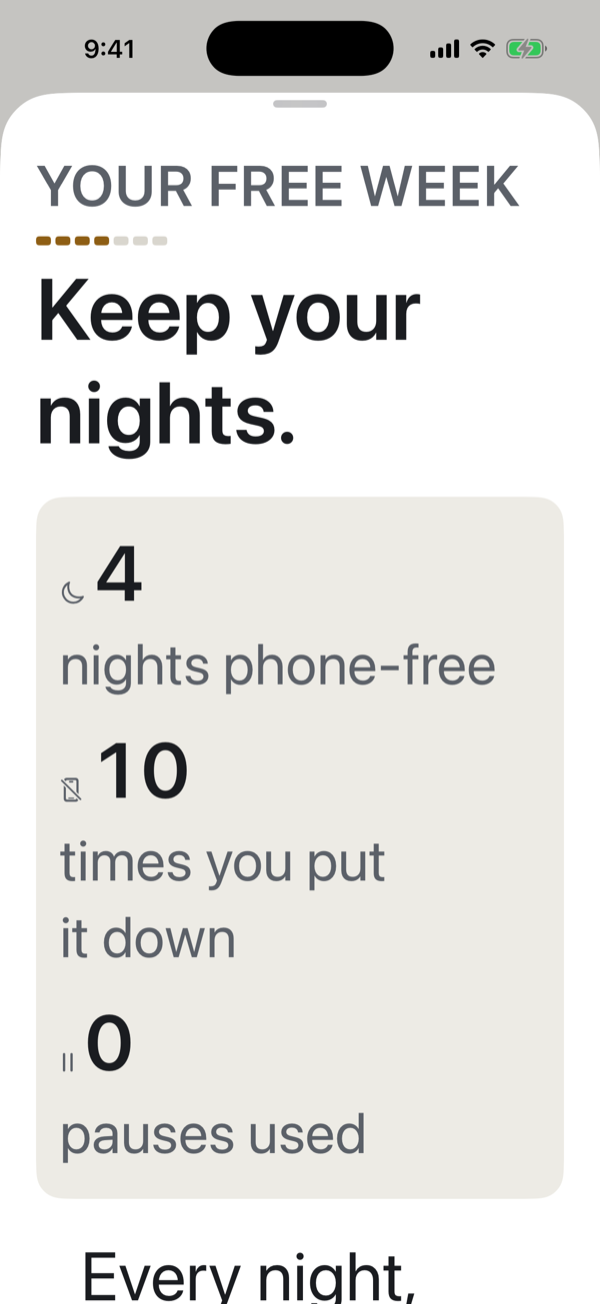 9:41
YOUR FREE WEEK
Keep your
nights.
4
nights phone-free
10
times you put
it down
0
pauses used
Every night,